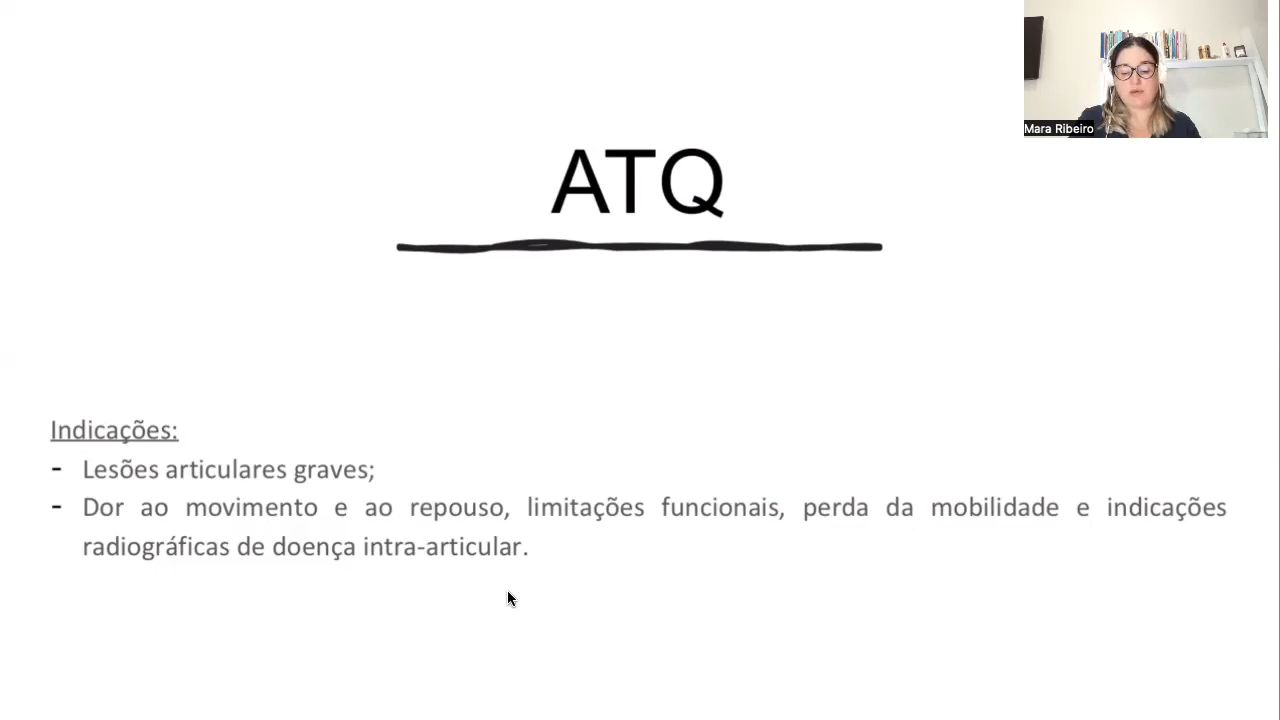 Mara Ribeiro
ATQ
Indicações:
- Lesões articulares graves;
- Dor ao movimento e ao repouso, limitações funcionais, perda da mobilidade e indicações
radiográficas de doença intra-articular.